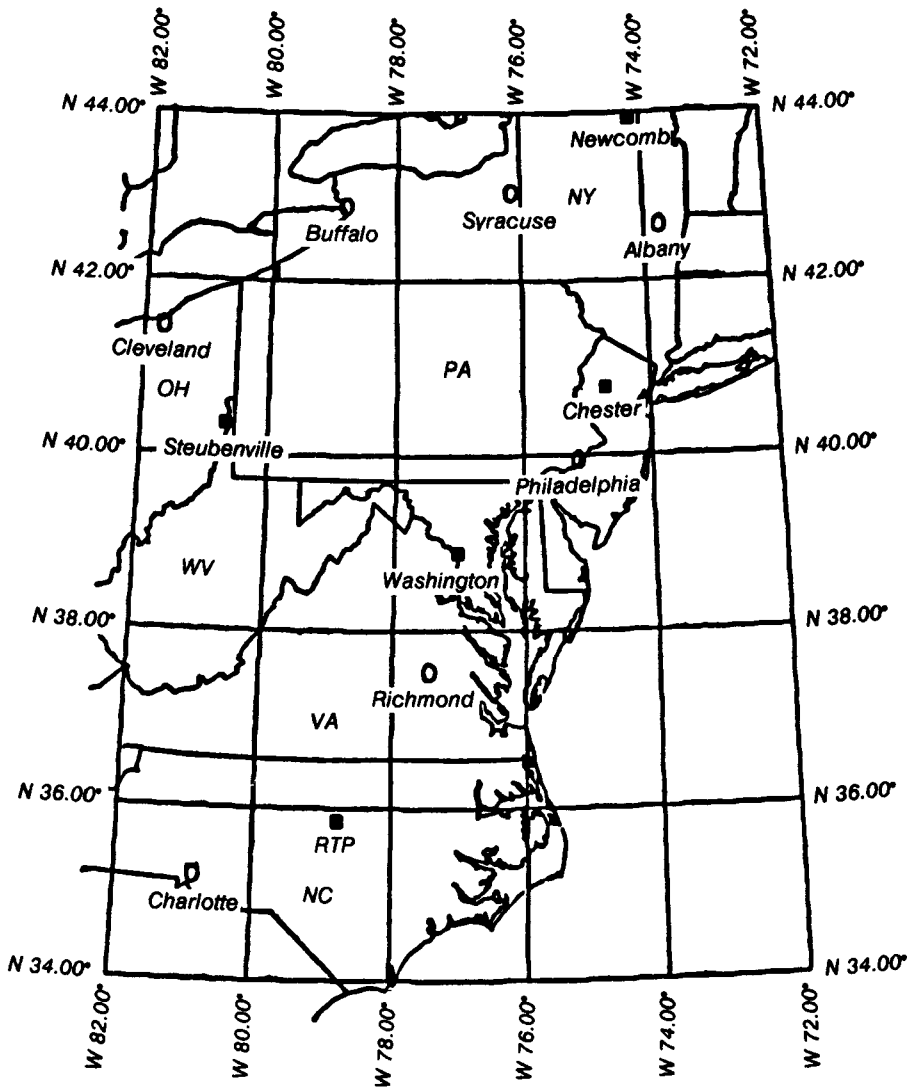 W 82.00°
W 80.00°
W 78.00°
W 76.00°
W 74.00°
W 72.00°
N 44.00°
N 44.00°
Newcomb
NY
Syracuse
Buffalo
Albany
N 42.00°
N 42.00°
Cleveland
PA
OH
Chester
N 40.00°
N 40.00°
Steubenville
Philadelphia
WV
Washington
N 38.00°
N 38.00°
Richmond
VA
N 36.00°
N 36.00°
RTP
NC
Charlotte
N 34.00°
N 34.00°
W 82.00°
W 80.00°
W 78.00°
W 76.00°
W 74.00°
W 72.00°